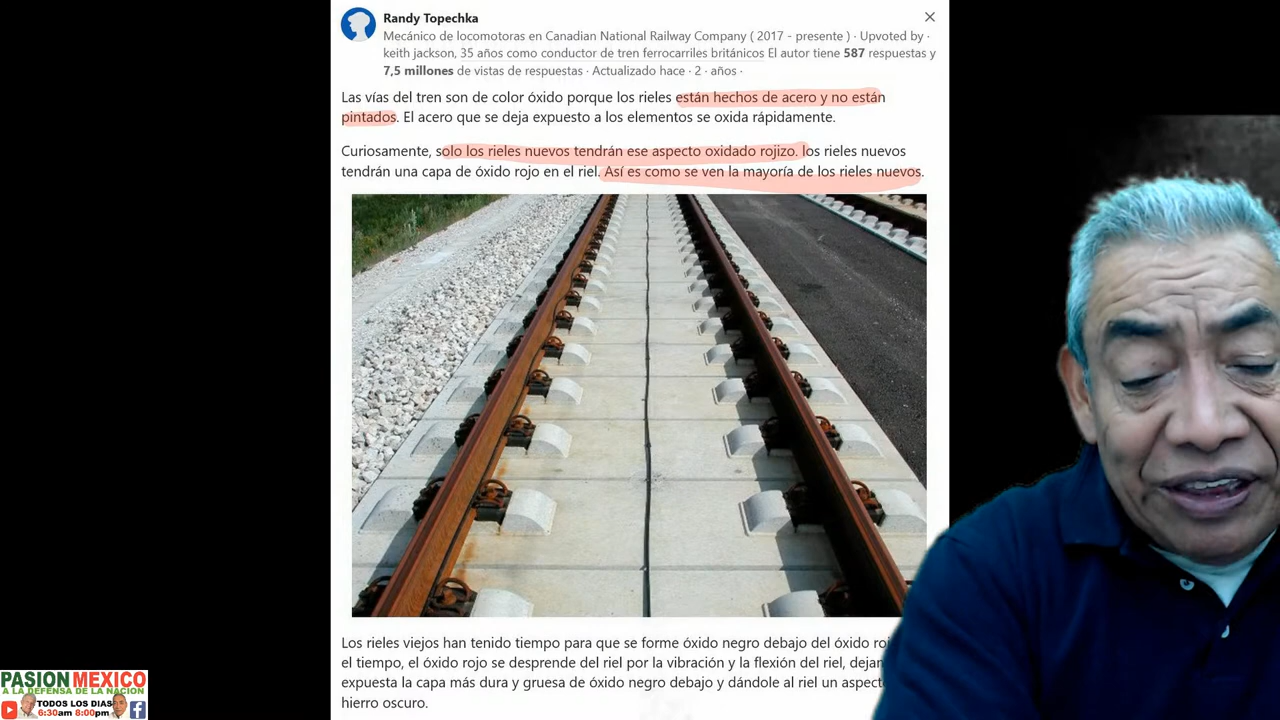 Randy Topechka
Mecánico de locomotoras en Canadian National Railway Company ( 2017 - presente ) · Upvoted by ·
keith jackson, 35 años como conductor de tren ferrocarriles británicos El autor tiene 587 respuestas y
7,5 millones de vistas de respuestas · Actualizado hace · 2 · años ·
Las vías del tren son de color óxido porque los rieles están hechos de acero y no están
pintados. El acero que se deja expuesto a los elementos se oxida rápidamente.
Curiosamente, solo los rieles nuevos tendrán ese aspecto oxidado rojizo. los rieles nuevos
tendrán una capa de óxido rojo en el riel. Así es como se ven la mayoría de los rieles nuevos.
Los rieles viejos han tenido tiempo para que se forme óxido negro debajo del óxido
el tiempo, el óxido rojo se desprende del riel por la vibración y la flexión del riel,
expuesta la capa más dura y gruesa de óxido negro debajo y dándole al riel un
hierro oscuro.
PASION MEXICO
A LA DEFENSA DE LA NACION
TODOS LOS DIAS
6:30am 8:00pm